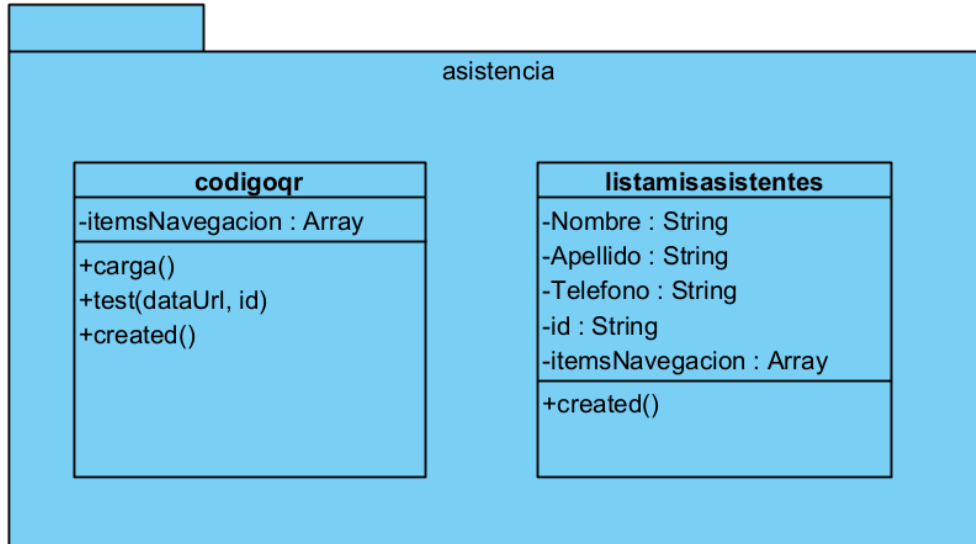 asistencia
codigoqr
-itemsNavegacion : Array
+carga()
+test(dataUrl, id)
+created()
listamisasistentes
-Nombre : String
-Apellido : String
-Telefono : String
-id : String
-itemsNavegacion : Array
+created()